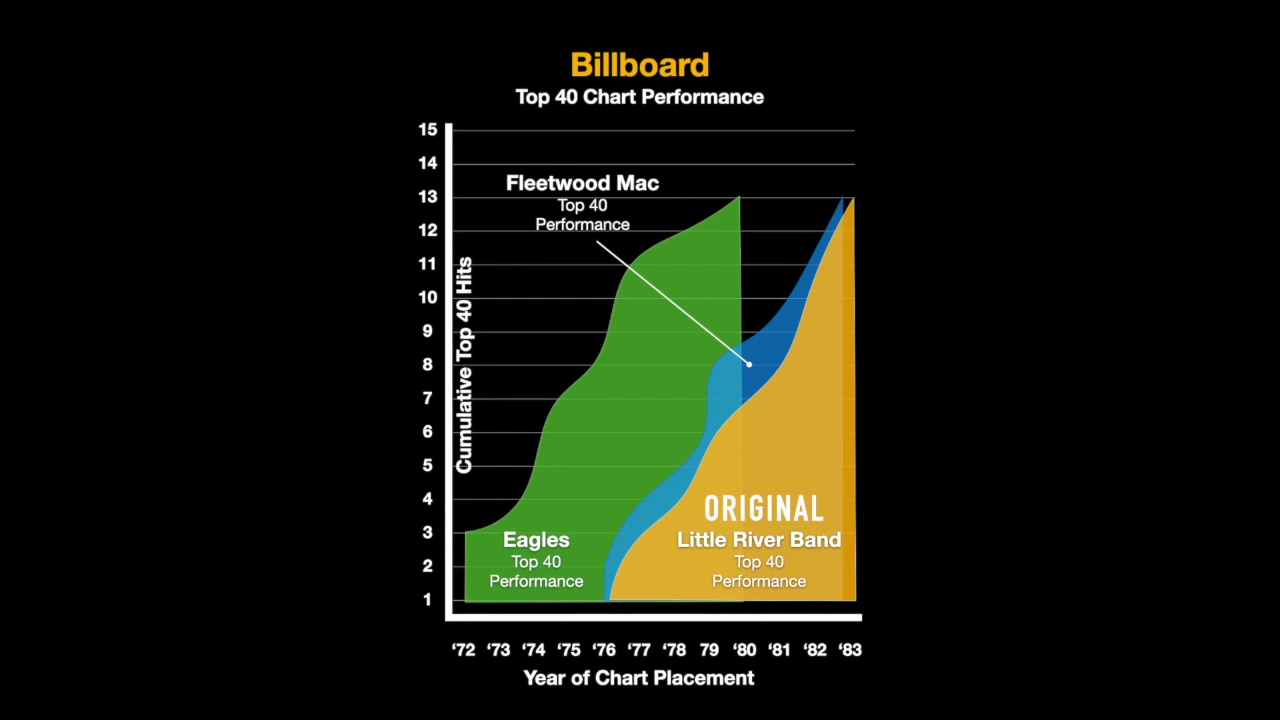 Billboard
Top 40 Chart Performance
15
14
13
12
11
10
9
8
7
6
5
4
3
2
1
Cumulative Top 40 Hits
Fleetwood Mac
Top 40
Performance
Eagles
Top 40
Performance
ORIGINAL
Little River Band
Top 40
Performance
‘72 ‘73 ‘74 ‘75 ‘76 ‘77 ‘78 79 ‘80 ‘81 ‘82 ‘83
Year of Chart Placement